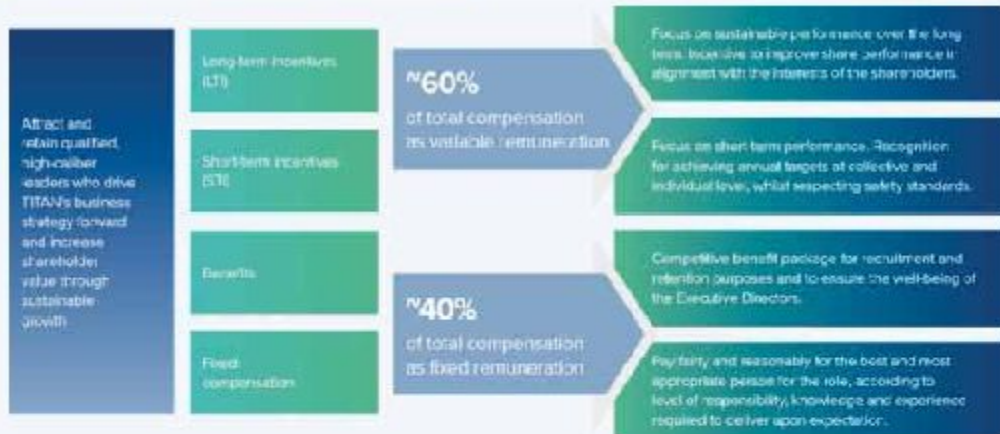 Attract and
retain qualified,
high-caliber
leaders who drive
TITAN's business
strategy forward
and increase
shareholder
value through
sustainable
growth
Long-term incentives
(LTI)
Short-term incentives
(STI)
Benefits
Fixed
compensation
~60%
of total compensation
as variable remuneration
~40%
of total compensation
as fixed remuneration
Focus on sustainable performance over the long
term. Incentive to improve share performance in
alignment with the interests of the shareholders.
Focus on short term performance. Recognition
for achieving annual targets at collective and
individual level, whilst respecting safety standards.
Competitive benefit package for recruitment and
retention purposes and to ensure the well-being of
the Executive Directors.
Pay fairly and reasonably for the best and most
appropriate person for the role, according to
level of responsibility, knowledge and experience
required to deliver upon expectation.